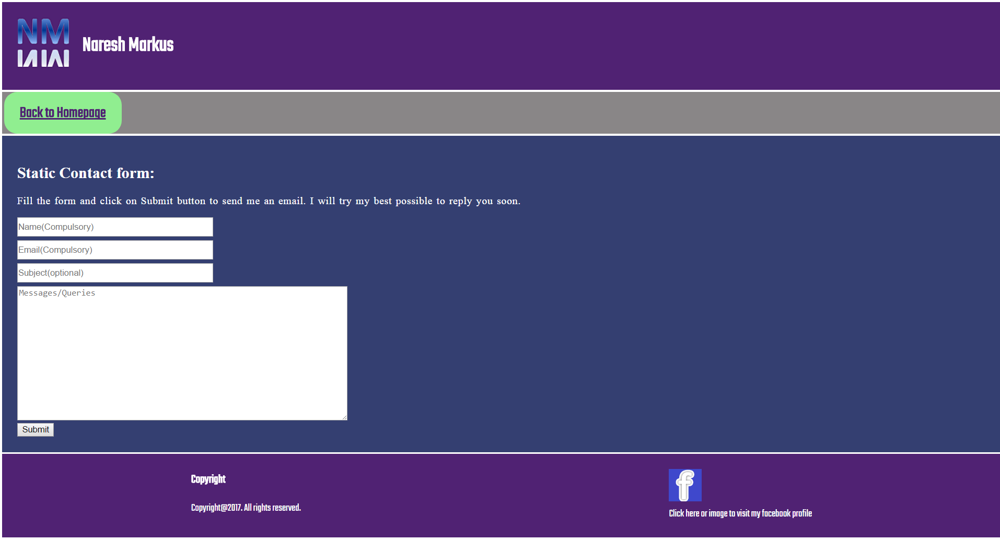 NM
Naresh Markus
Back to Homepage
Static Contact form:
Fill the form and click on Submit button to send me an email. I will try my best possible to reply you soon.
Name(Compulsory)
Email(Compulsory)
Subject(optional)
Messages/Queries
Submit
Copyright
Copyright@2017. All rights reserved.
f
Click here or image to visit my facebook profile